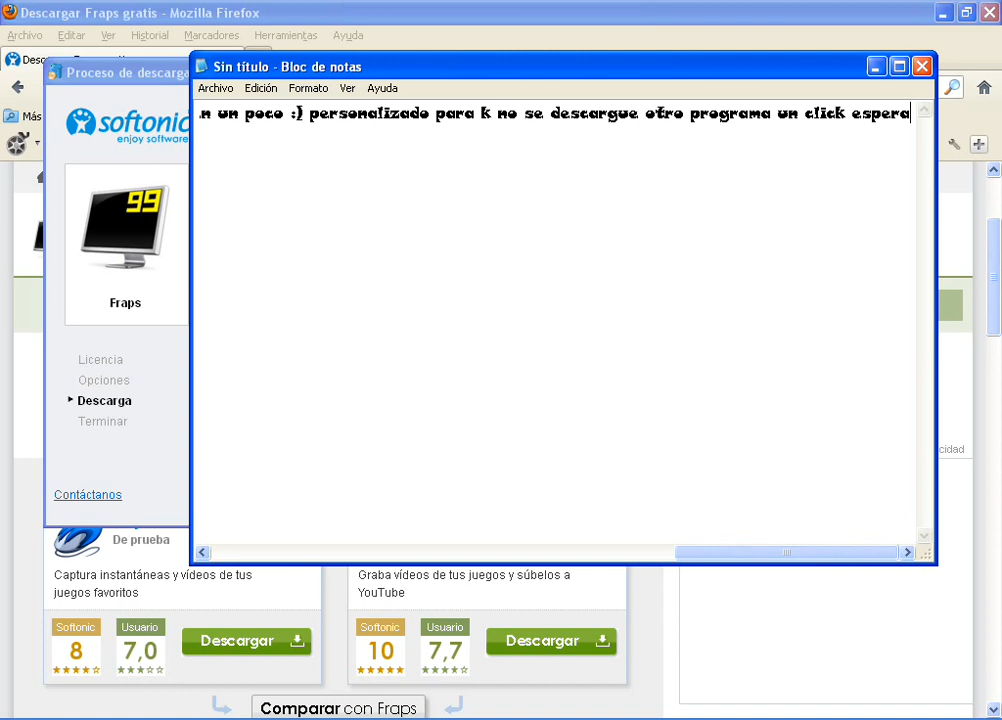 Descargar Fraps gratis - Mozilla Firefox
Archivo Editar Ver Historial Marcadores Herramientas Ayuda
Proceso de descarga
Más
Sin título - Bloc de notas
Archivo Edición Formato Ver Ayuda
n un poco :) personalizado para k no se descargue otro programa un click espera
softonic
enjoy software
99
Fraps
Licencia
Opciones
Descarga
Terminar
Contáctanos
cidad
De prueba
Captura instantáneas y vídeos de tus
juegos favoritos
Softonic
8
Usuario
7,0
Descargar
Graba vídeos de tus juegos y súbelos a
YouTube
Softonic
10
Usuario
7,7
Descargar
Comparar con Fraps